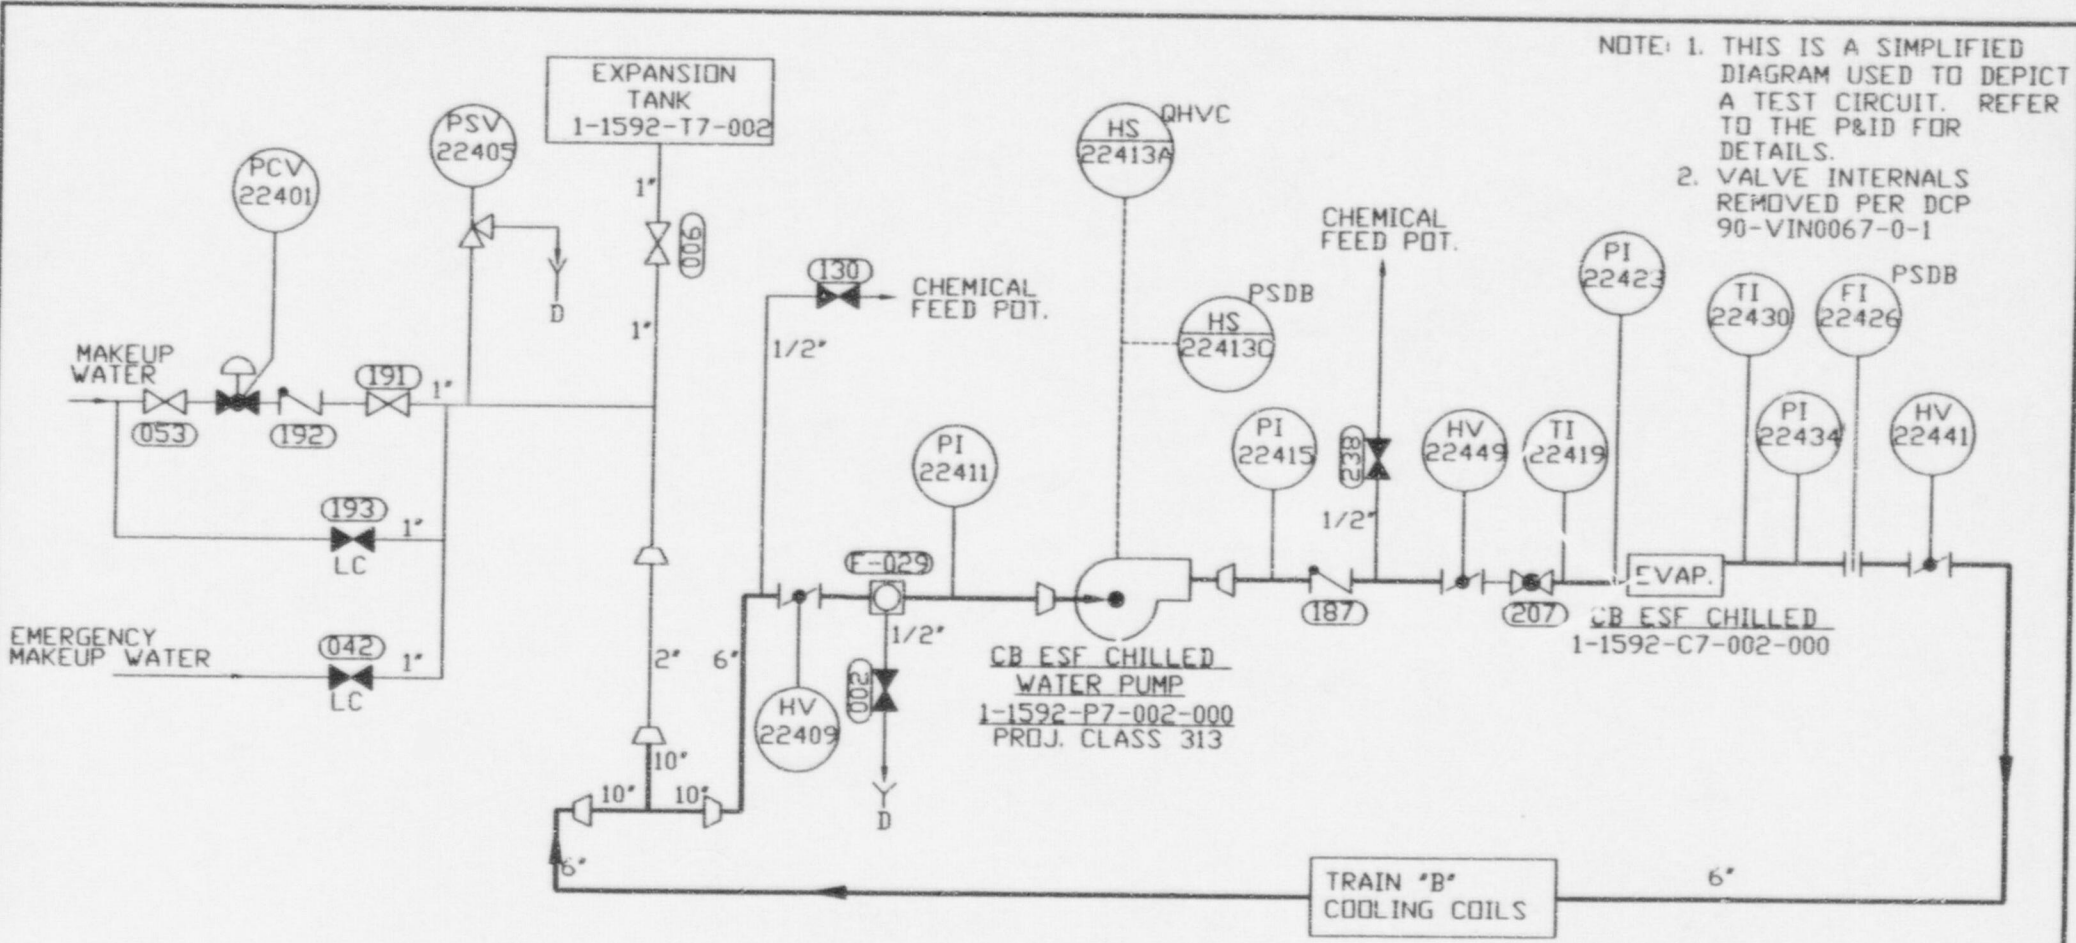 NOTE: 1. THIS IS A SIMPLIFIED
DIAGRAM USED TO DEPICT
A TEST CIRCUIT. REFER
TO THE P&ID FOR
DETAILS.
2. VALVE INTERNALS
REMOVED PER DCP
90-VIN0067-0-1
EXPANSION
TANK
1-1592-T7-002
PSV
22405
PCV
22401
HS
22413A
QHVC
1"
006
1"
D
130
CHEMICAL
FEED POT.
1/2"
HS
22413C
PSDB
CHEMICAL
FEED POT.
PI
22423
TI
22430
FI
22426
PSDB
MAKEUP
WATER
053
192
191
1"
193
1"
LC
EMERGENCY
MAKEUP WATER
042
1"
LC
PI
22411
PI
22415
238
1/2"
HV
22449
TI
22419
PI
22434
HV
22441
F-029
1/2"
200
D
HV
22409
2"
6"
10"
10"
10"
6"
187
207
EVAP.
CB ESF CHILLED
1-1592-C7-002-000
CB ESF CHILLED
WATER PUMP
1-1592-P7-002-000
PROJ. CLASS 313
TRAIN "B"
COOLING COILS
6"